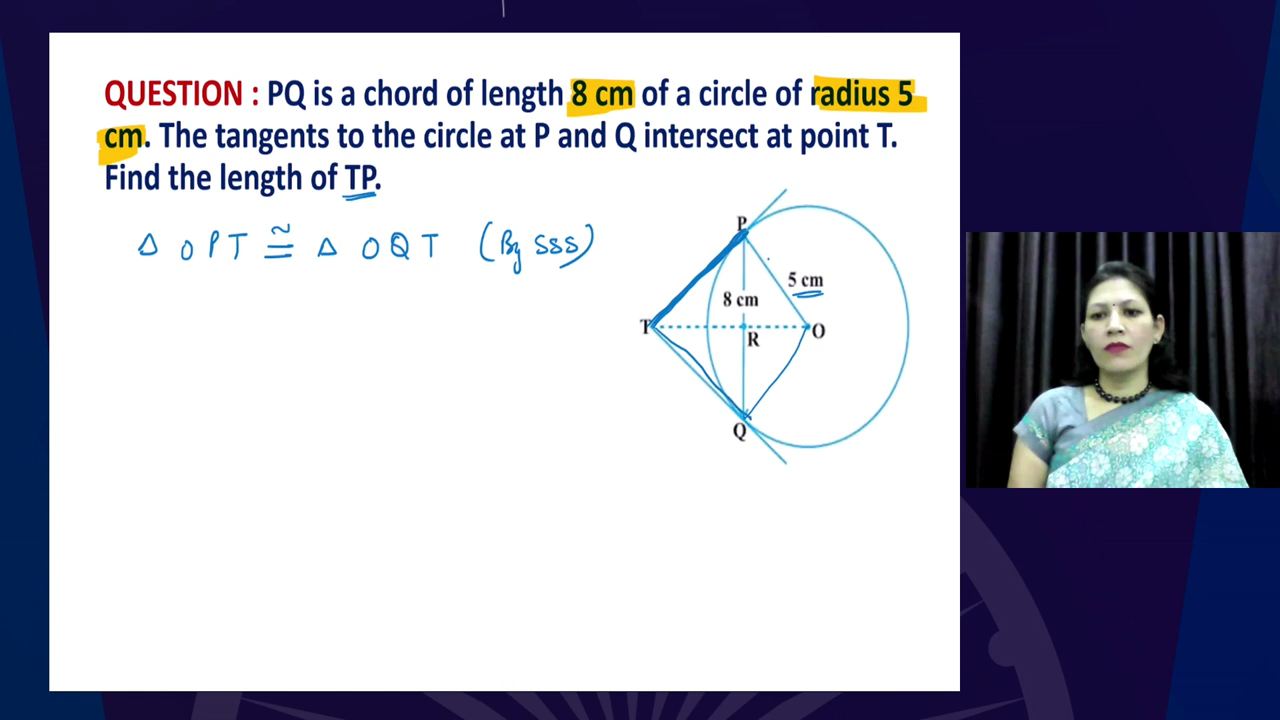 QUESTION : PQ is a chord of length 8 cm of a circle of radius 5
cm. The tangents to the circle at P and Q intersect at point T.
Find the length of TP.
Δ OPT ≅ Δ OQT (By SSS)
P
5 cm
8 cm
T
R
O
Q